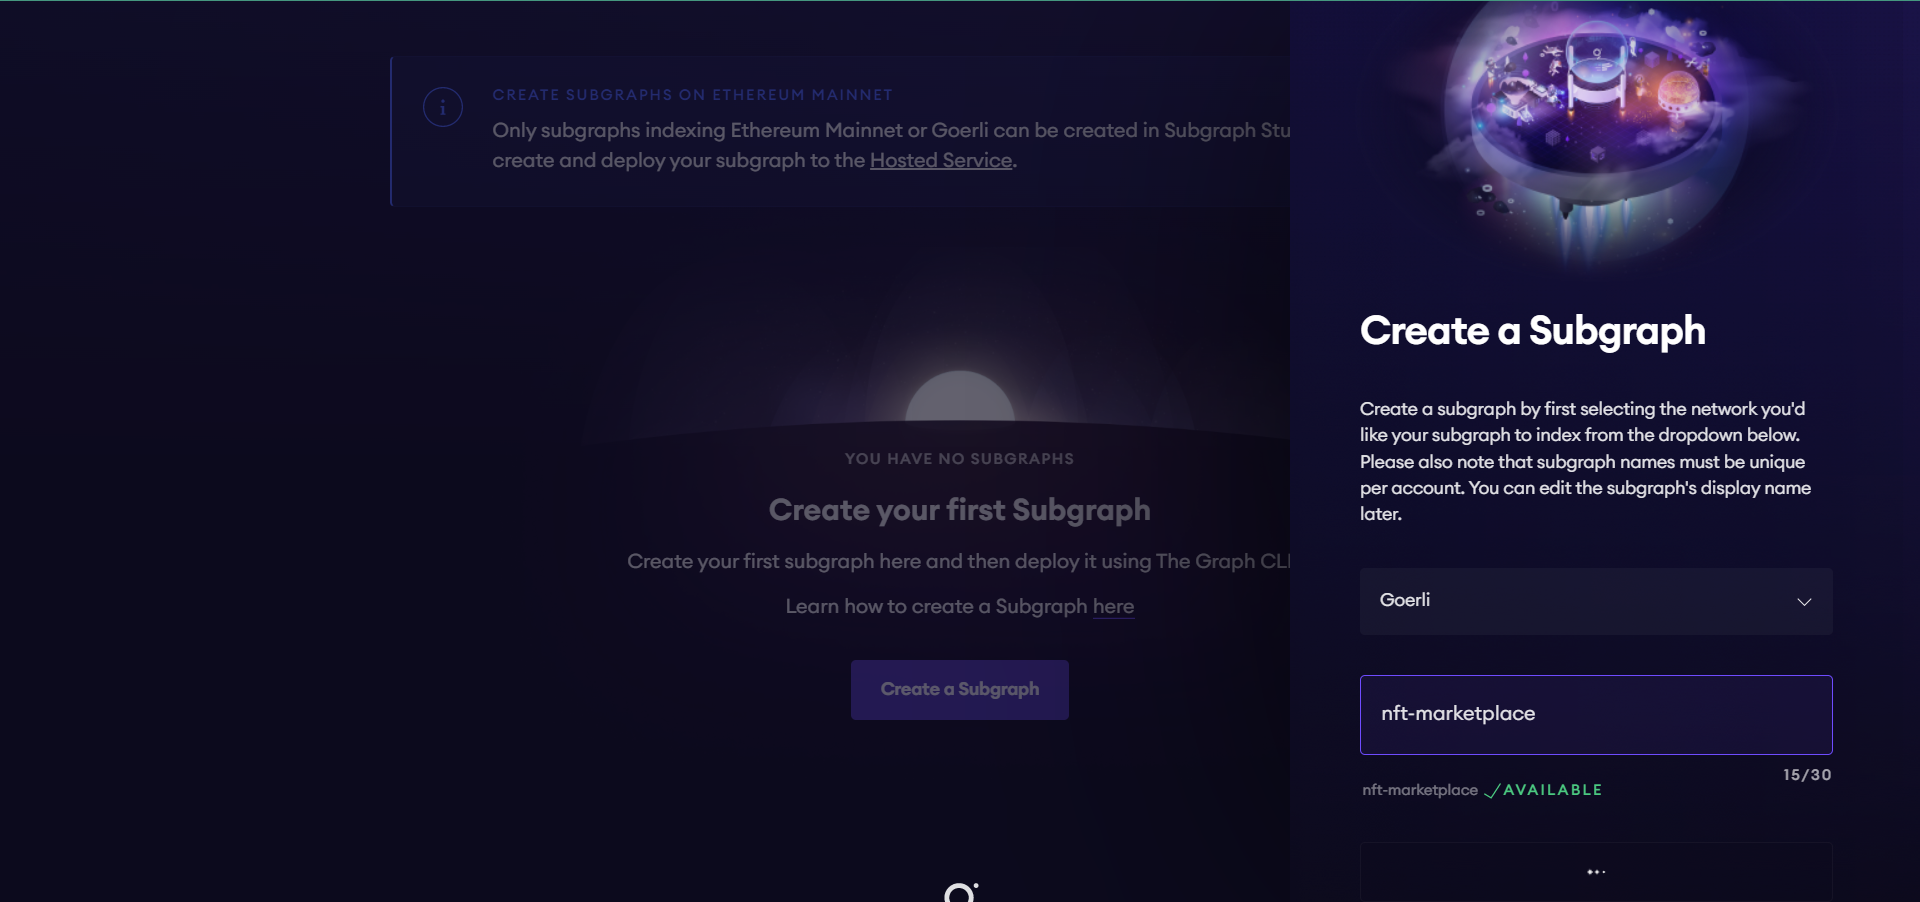 CREATE SUBGRAPHS ON ETHEREUM MAINNET
Only subgraphs indexing Ethereum Mainnet or Goerli can be created in Subgraph Stu
create and deploy your subgraph to the Hosted Service.
YOU HAVE NO SUBGRAPHS
Create your first Subgraph
Create your first subgraph here and then deploy it using The Graph CLI
Learn how to create a Subgraph here
Create a Subgraph
Create a Subgraph
Create a subgraph by first selecting the network you'd
like your subgraph to index from the dropdown below.
Please also note that subgraph names must be unique
per account. You can edit the subgraph's display name
later.
Goerli
nft-marketplace
15/30
nft-marketplace AVAILABLE